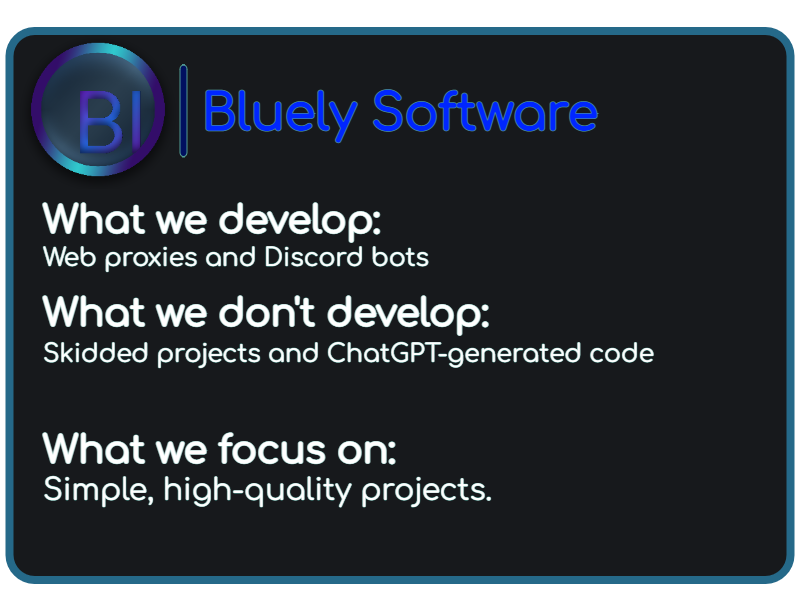 Bl
Bluely Software
What we develop:
Web proxies and Discord bots
What we don't develop:
Skidded projects and ChatGPT-generated code
What we focus on:
Simple, high-quality projects.